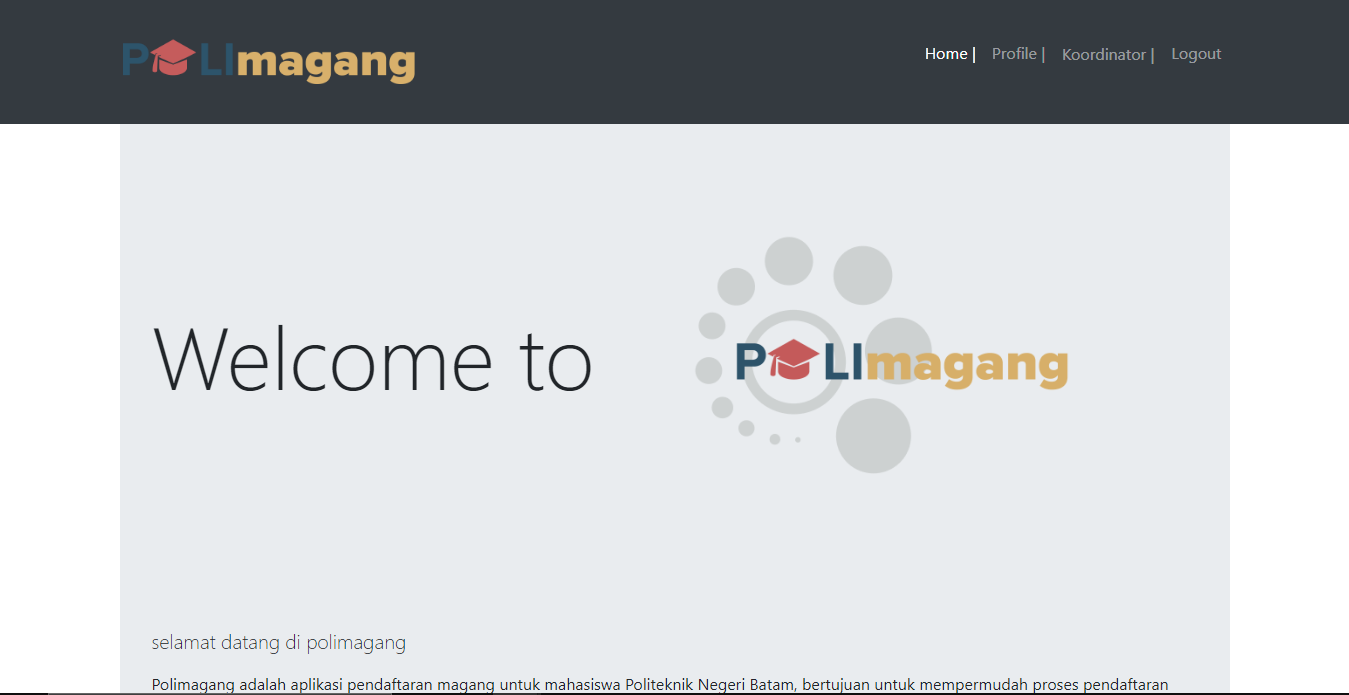 POLImagang
Home |
Profile |
Koordinator |
Logout
Welcome to
POLImagang
selamat datang di polimagang
Polimagang adalah aplikasi pendaftaran magang untuk mahasiswa Politeknik Negeri Batam, bertujuan untuk mempermudah proses pendaftaran